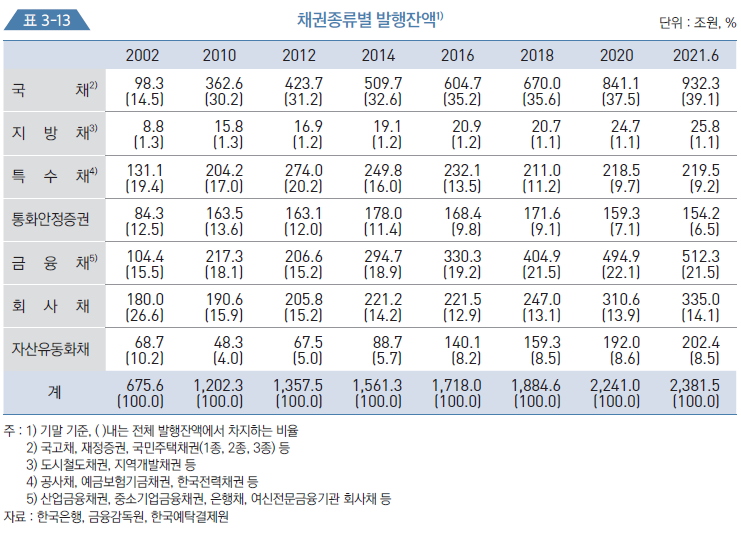 표 3-13
채권종류별 발행잔액1)
단위 : 조원, %
2002 2010 2012 2014 2016 2018 2020 2021.6
국 채2) 98.3 362.6 423.7 509.7 604.7 670.0 841.1 932.3
(14.5) (30.2) (31.2) (32.6) (35.2) (35.6) (37.5) (39.1)
지 방 채3) 8.8 15.8 16.9 19.1 20.9 20.7 24.7 25.8
(1.3) (1.3) (1.2) (1.2) (1.2) (1.1) (1.1) (1.1)
특 수 채4) 131.1 204.2 274.0 249.8 232.1 211.0 218.5 219.5
(19.4) (17.0) (20.2) (16.0) (13.5) (11.2) (9.7) (9.2)
통화안정증권 84.3 163.5 163.1 178.0 168.4 171.6 159.3 154.2
(12.5) (13.6) (12.0) (11.4) (9.8) (9.1) (7.1) (6.5)
금 융 채5) 104.4 217.3 206.6 294.7 330.3 404.9 494.9 512.3
(15.5) (18.1) (15.2) (18.9) (19.2) (21.5) (22.1) (21.5)
회 사 채 180.0 190.6 205.8 221.2 221.5 247.0 310.6 335.0
(26.6) (15.9) (15.2) (14.2) (12.9) (13.1) (13.9) (14.1)
자산유동화채 68.7 48.3 67.5 88.7 140.1 159.3 192.0 202.4
(10.2) (4.0) (5.0) (5.7) (8.2) (8.5) (8.6) (8.5)
계 675.6 1,202.3 1,357.5 1,561.3 1,718.0 1,884.6 2,241.0 2,381.5
(100.0) (100.0) (100.0) (100.0) (100.0) (100.0) (100.0) (100.0)
주 : 1) 기말 기준, ( )내는 전체 발행잔액에서 차지하는 비율
2) 국고채, 재정증권, 국민주택채권(1종, 2종, 3종) 등
3) 도시철도채권, 지역개발채권 등
4) 공사채, 예금보험기금채권, 한국전력채권 등
5) 산업금융채권, 중소기업금융채권, 은행채, 여신전문금융기관 회사채 등
자료 : 한국은행, 금융감독원, 한국예탁결제원